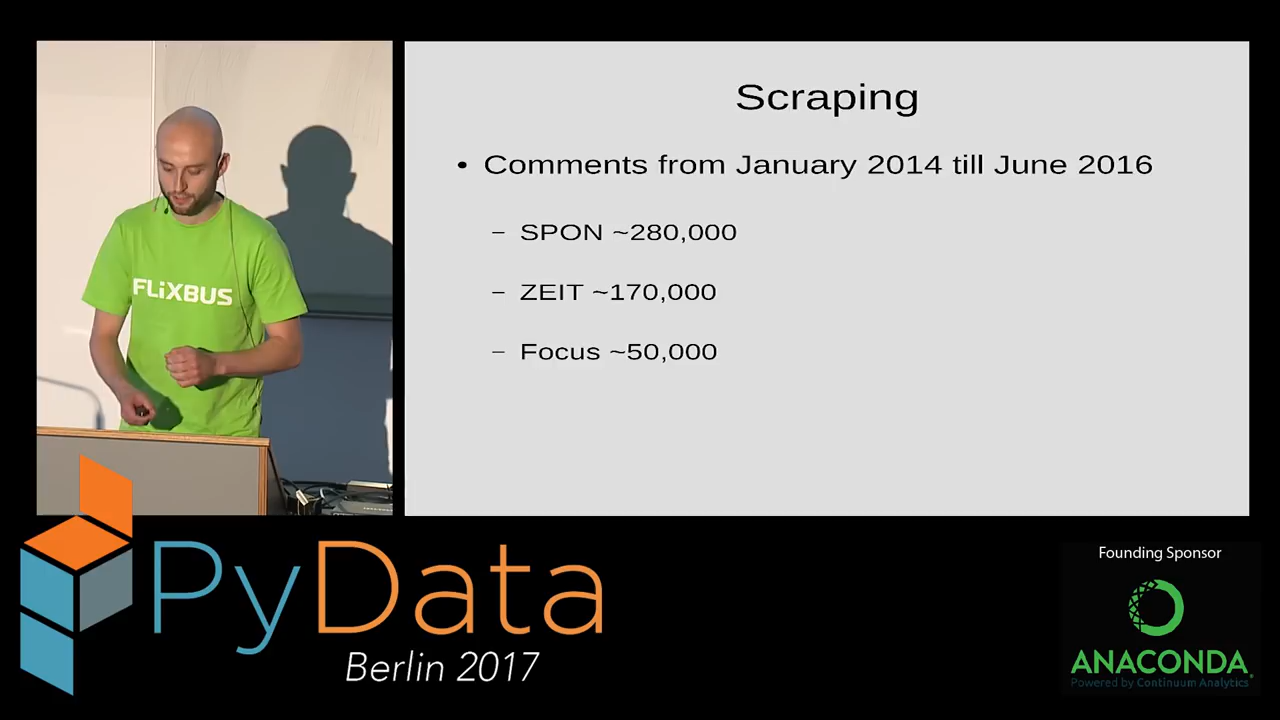 Scraping
• Comments from January 2014 till June 2016
– SPON ~280,000
– ZEIT ~170,000
– Focus ~50,000
FLiXBUS
PyData
Berlin 2017
Founding Sponsor
ANACONDA
Powered by Continuum Analytics